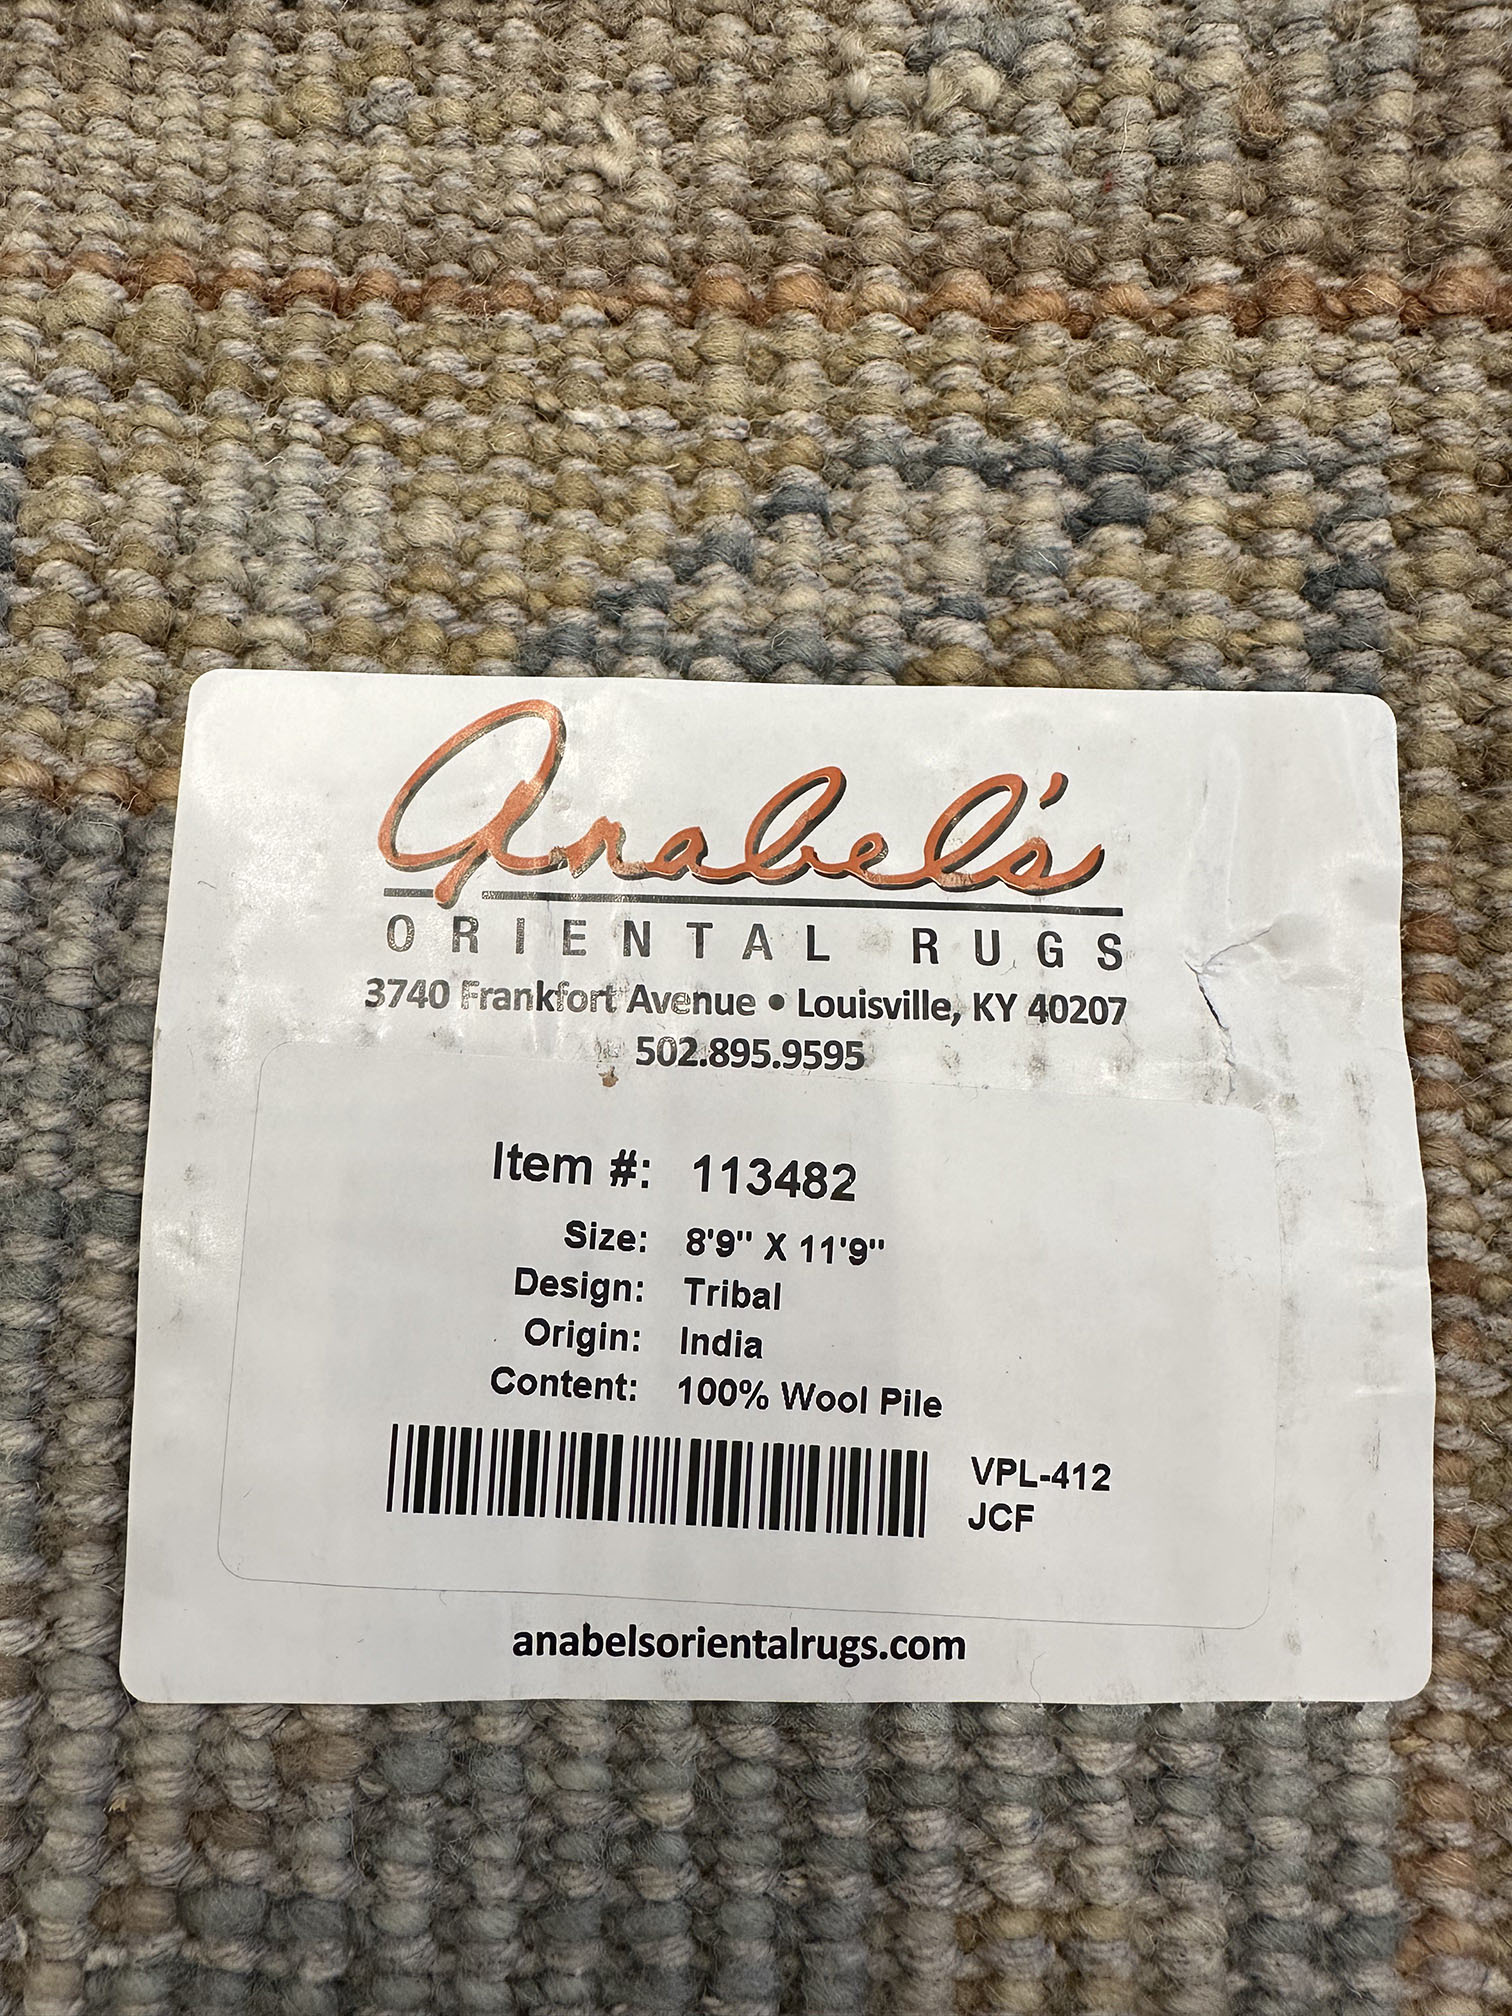 Anabel's
ORIENTAL RUGS
3740 Frankfort Avenue • Louisville, KY 40207
502.895.9595
Item #: 113482
Size: 8'9" X 11'9"
Design: Tribal
Origin: India
Content: 100% Wool Pile
VPL-412
JCF
anabelsorientalrugs.com